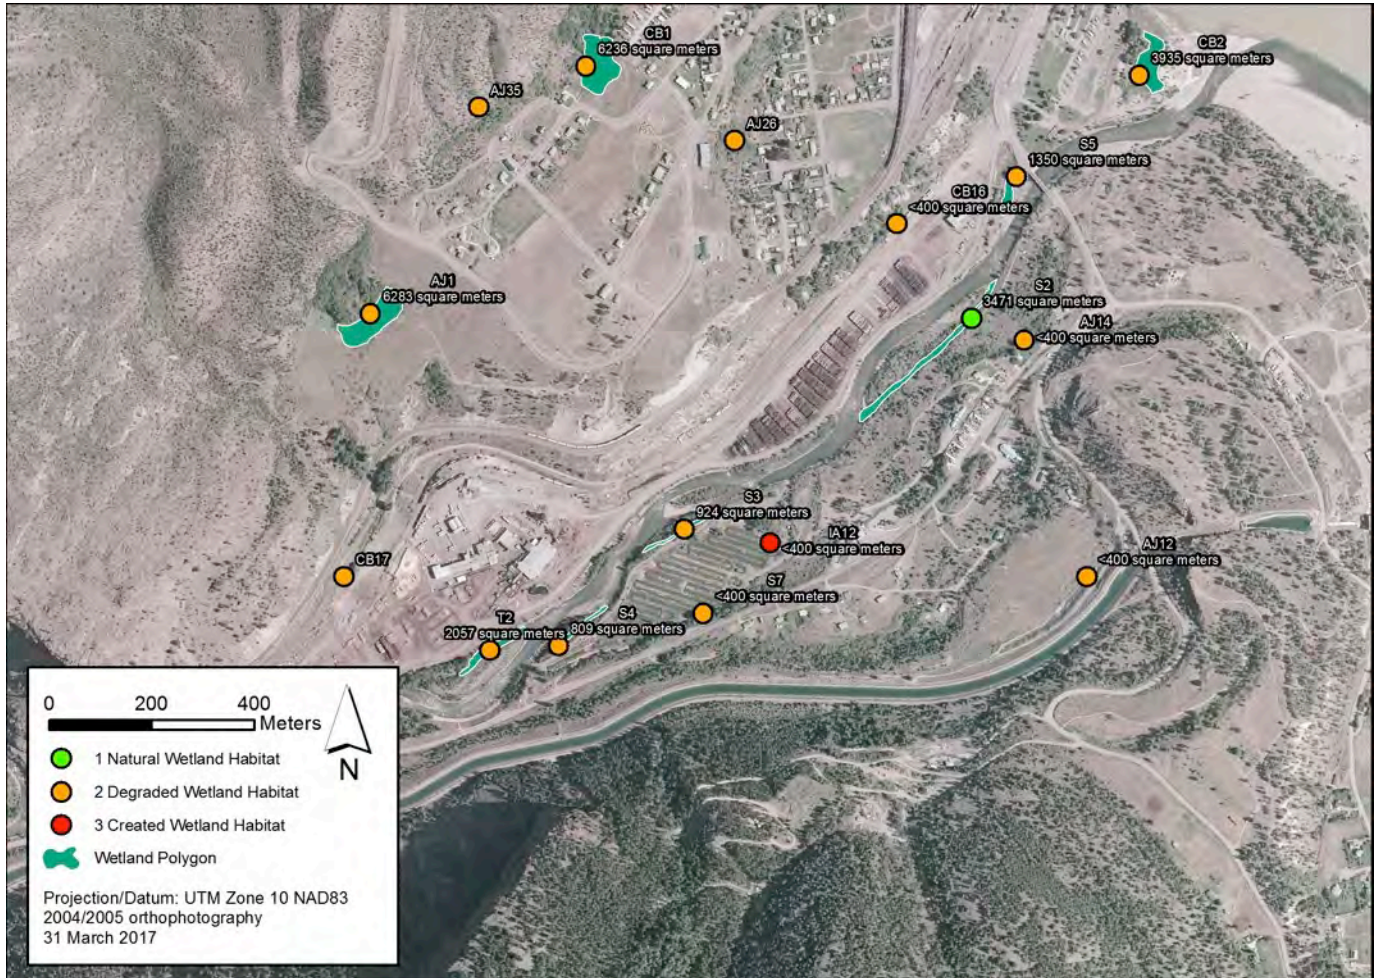 CB1
6236 square meters
CB2
3935 square meters
AJ35
AJ26
S5
1350 square meters
CB16
<400 square meters
AJ1
6283 square meters
S2
3471 square meters
AJ14
<400 square meters
S3
924 square meters
IA12
<400 square meters
AJ12
<400 square meters
CB17
S7
<400 square meters
T2
2057 square meters
S4
809 square meters
0 200 400
Meters
N
1 Natural Wetland Habitat
2 Degraded Wetland Habitat
3 Created Wetland Habitat
Wetland Polygon
Projection/Datum: UTM Zone 10 NAD83
2004/2005 orthophotography
31 March 2017